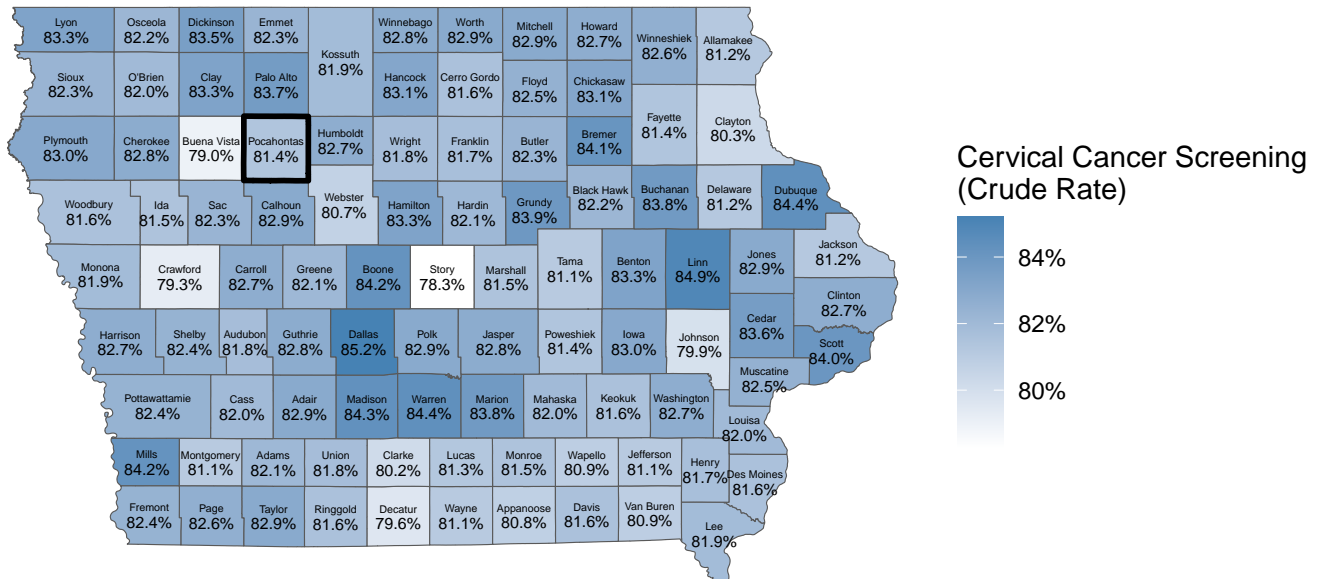 Lyon
83.3%
Osceola
82.2%
Dickinson
83.5%
Emmet
82.3%
Kossuth
81.9%
Winnebago
82.8%
Worth
82.9%
Mitchell
82.9%
Howard
82.7%
Winneshiek
82.6%
Allamakee
81.2%
Sioux
82.3%
O'Brien
82.0%
Clay
83.3%
Palo Alto
83.7%
Hancock
83.1%
Cerro Gordo
81.6%
Floyd
82.5%
Chickasaw
83.1%
Fayette
81.4%
Clayton
80.3%
Plymouth
83.0%
Cherokee
82.8%
Buena Vista
79.0%
Pocahontas
81.4%
Humboldt
82.7%
Wright
81.8%
Franklin
81.7%
Butler
82.3%
Bremer
84.1%
Woodbury
81.6%
Ida
81.5%
Sac
82.3%
Calhoun
82.9%
Webster
80.7%
Hamilton
83.3%
Hardin
82.1%
Grundy
83.9%
Black Hawk
82.2%
Buchanan
83.8%
Delaware
81.2%
Dubuque
84.4%
Monona
81.9%
Crawford
79.3%
Carroll
82.7%
Greene
82.1%
Boone
84.2%
Story
78.3%
Marshall
81.5%
Tama
81.1%
Benton
83.3%
Linn
84.9%
Jones
82.9%
Jackson
81.2%
Clinton
82.7%
Harrison
82.7%
Shelby
82.4%
Audubon
81.8%
Guthrie
82.8%
Dallas
85.2%
Polk
82.9%
Jasper
82.8%
Poweshiek
81.4%
Iowa
83.0%
Johnson
79.9%
Cedar
83.6%
Scott
84.0%
Muscatine
82.5%
Pottawattamie
82.4%
Cass
82.0%
Adair
82.9%
Madison
84.3%
Warren
84.4%
Marion
83.8%
Mahaska
82.0%
Keokuk
81.6%
Washington
82.7%
Louisa
82.0%
Mills
84.2%
Montgomery
81.1%
Adams
82.1%
Union
81.8%
Clarke
80.2%
Lucas
81.3%
Monroe
81.5%
Wapello
80.9%
Jefferson
81.1%
Henry
81.7%
Des Moines
81.6%
Fremont
82.4%
Page
82.6%
Taylor
82.9%
Ringgold
81.6%
Decatur
79.6%
Wayne
81.1%
Appanoose
80.8%
Davis
81.6%
Van Buren
80.9%
Lee
81.9%
Cervical Cancer Screening
(Crude Rate)
84%
82%
80%